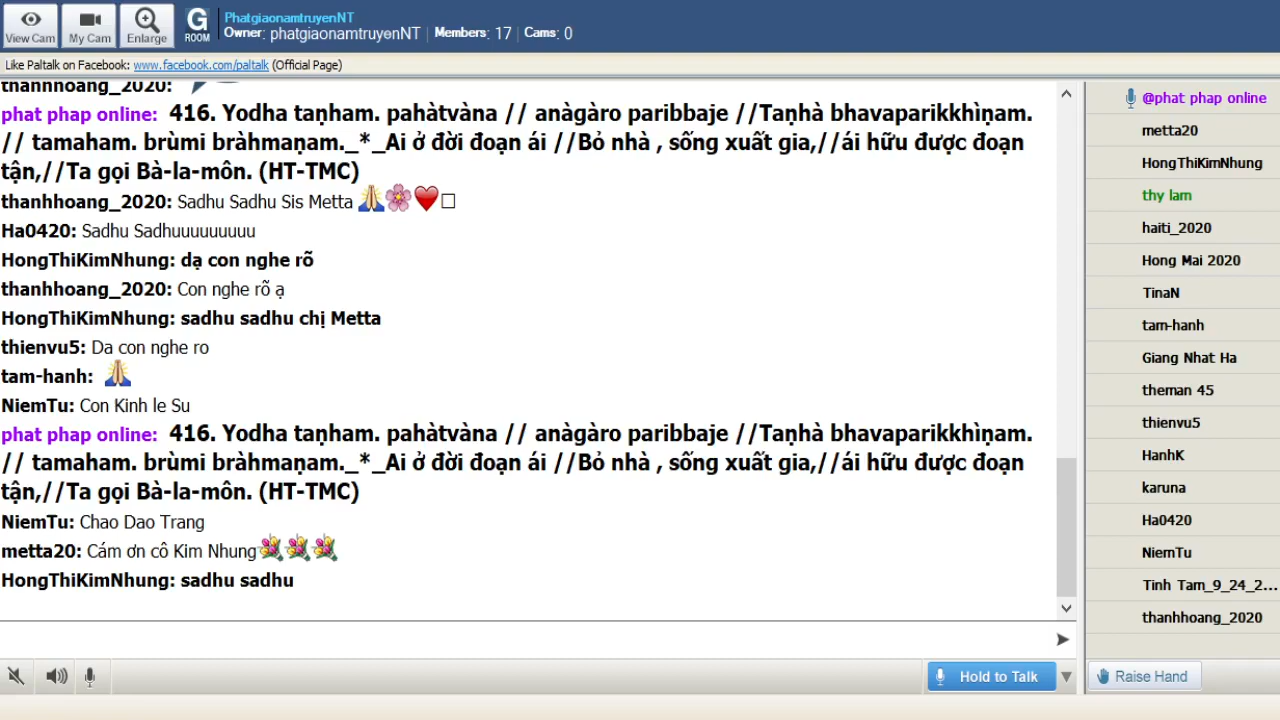 View Cam
My Cam
Enlarge
G
ROOM
PhatgiaonamtruyenNT
Owner: phatgiaonamtruyenNT | Members: 17 | Cams: 0
Like Paltalk on Facebook: www.facebook.com/paltalk (Official Page)
thanhhoang_2020:
phat phap online: 416. Yodha taṇham. pahàtvàna // anàgàro paribbaje //Taṇhà bhavaparikkhìṇam.
// tamaham. brùmi bràhmaṇam._*_Ai ở đời đoạn ái //Bỏ nhà , sống xuất gia,//ái hữu được đoạn
tận,//Ta gọi Bà-la-môn. (HT-TMC)
thanhhoang_2020: Sadhu Sadhu Sis Metta 🙏🌸❤️□
Ha0420: Sadhu Sadhuuuuuuuuu
HongThiKimNhung: dạ con nghe rõ
thanhhoang_2020: Con nghe rõ ạ
HongThiKimNhung: sadhu sadhu chị Metta
thienvu5: Da con nghe ro
tam-hanh: 🙏
NiemTu: Con Kinh le Su
phat phap online: 416. Yodha taṇham. pahàtvàna // anàgàro paribbaje //Taṇhà bhavaparikkhìṇam.
// tamaham. brùmi bràhmaṇam._*_Ai ở đời đoạn ái //Bỏ nhà , sống xuất gia,//ái hữu được đoạn
tận,//Ta gọi Bà-la-môn. (HT-TMC)
NiemTu: Chao Dao Trang
metta20: Cám ơn cô Kim Nhung💐💐💐
HongThiKimNhung: sadhu sadhu
Hold to Talk
@phat phap online
metta20
HongThiKimNhung
thy lam
haiti_2020
Hong Mai 2020
TinaN
tam-hanh
Giang Nhat Ha
theman 45
thienvu5
HanhK
karuna
Ha0420
NiemTu
Tinh Tam_9_24_2...
thanhhoang_2020
Raise Hand